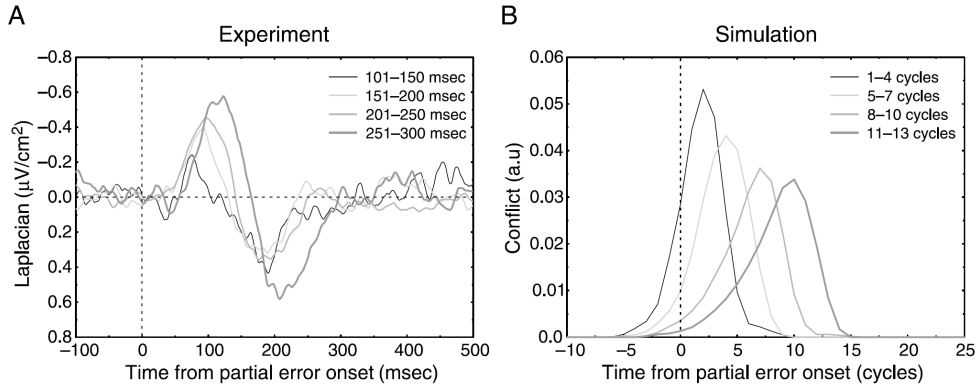 A
Experiment
–0.8
–0.6
–0.4
–0.2
0.0
0.2
0.4
0.6
0.8
Laplacian (μV/cm²)
101–150 msec
151–200 msec
201–250 msec
251–300 msec
–100 0 100 200 300 400 500
Time from partial error onset (msec)
B
Simulation
0.06
0.05
0.04
0.03
0.02
0.01
0.0
Conflict (a.u)
1–4 cycles
5–7 cycles
8–10 cycles
11–13 cycles
–10 –5 0 5 10 15 20 25
Time from partial error onset (cycles)